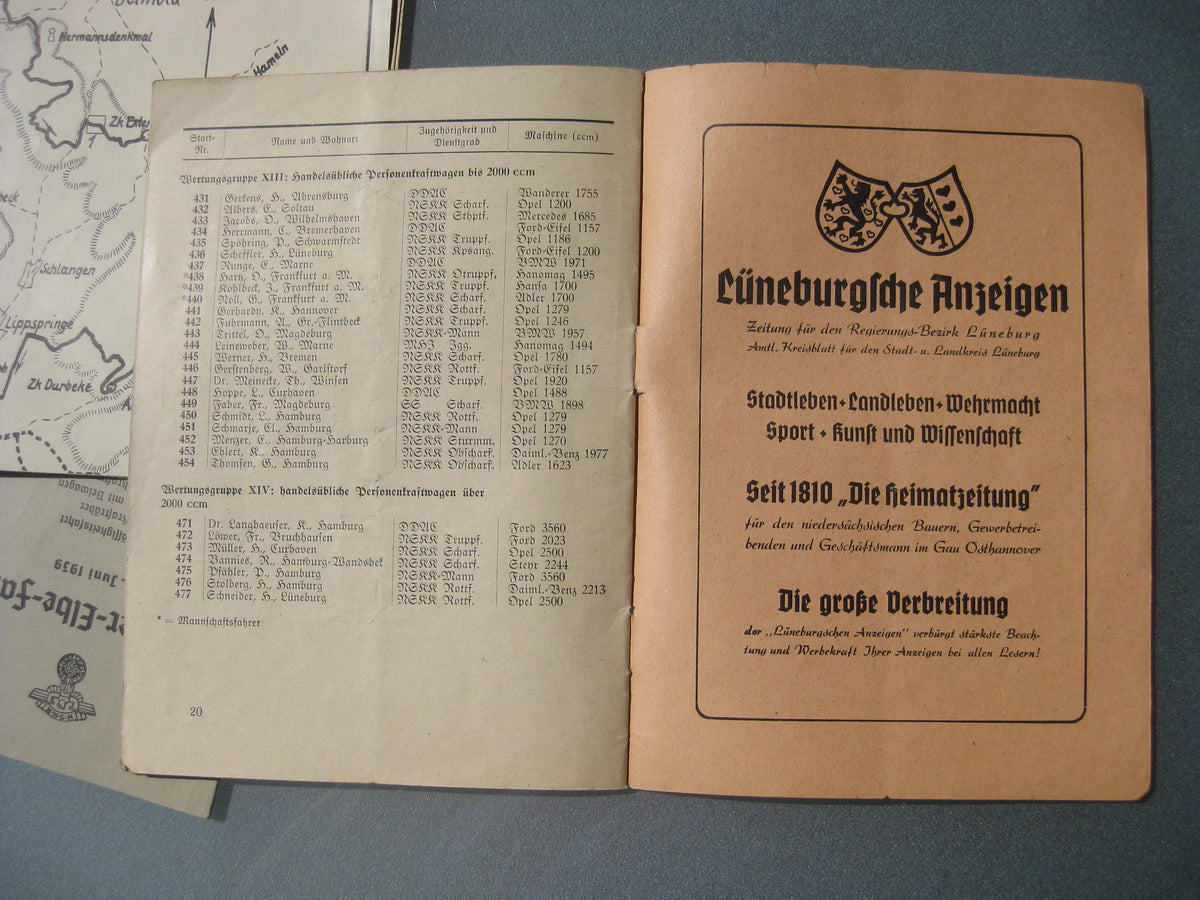 Detmold
Hermannsdenkmal
Hameln
Zk Exter
1
Schlangen
Lippspringe
Zk Durbeke
mit Beiwagen
Krafträder
. Juni 1939
er-Elbe-Fa
N.S.K.K
Start-Nr. Name und Wohnort Zugehörigkeit und Dienstgrad Maschine (ccm)
Wertungsgruppe XIII: Handelsübliche Personenkraftwagen bis 2000 ccm
431 Gerkens, H., Ahrensburg DDAC Wanderer 1755
432 Albers, E., Soltau NSKK Scharf. Opel 1200
433 Jacobs, O., Wilhelmshaven NSKK Sthptf. Mercedes 1685
434 Herrmann, C., Bremerhaven DDAC Ford-Eifel 1157
435 Spöhring, P., Schwarmstedt NSKK Truppf. Opel 1186
436 Scheffler, H., Lüneburg NSKK Kpsang. Ford-Eifel 1200
437 Runge, E., Marne DDAC BMW 1971
*438 Hartz, O., Frankfurt a. M. NSKK Otruppf. Hanomag 1495
*439 Kohlbeck, J., Frankfurt a. M. NSKK Truppf. Hansa 1700
*440 Noll, G., Frankfurt a. M. NSKK Scharf. Adler 1700
441 Gerhardy, K., Hannover NSKK Scharf. Opel 1279
442 Fuhrmann, A., Gr.-Flintbeck NSKK Truppf. Opel 1246
443 Trittel, O., Magdeburg NSKK-Mann BMW 1957
444 Leineweber, W., Marne MHJ Jgg. Hanomag 1494
445 Werner, H., Bremen NSKK Scharf. Opel 1780
446 Gerstenberg, W., Garlstorf NSKK Rottf. Ford-Eifel 1157
447 Dr. Meinecke, Th., Winsen NSKK Truppf. Opel 1920
448 Hoppe, L., Cuxhaven DDAC Opel 1488
449 Faber, Fr., Magdeburg SS Scharf. BMW 1898
450 Schmidt, L., Hamburg NSKK Rottf. Opel 1279
451 Schmarje, Cl., Hamburg NSKK-Mann Opel 1279
452 Menzer, E., Hamburg-Harburg NSKK Sturmm. Opel 1270
453 Ehlert, K., Hamburg NSKK Obscharf. Daiml.-Benz 1977
454 Thomsen, G., Hamburg NSKK Obscharf. Adler 1623
Wertungsgruppe XIV: handelsübliche Personenkraftwagen über
2000 ccm
471 Dr. Langhaeuser, K., Hamburg DDAC Ford 3560
472 Löwer, Fr., Bruchhausen NSKK Truppf. Ford 2023
473 Müller, H., Cuxhaven NSKK Scharf. Opel 2500
474 Bannies, R., Hamburg-Wandsbek NSKK Scharf. Steyr 2244
475 Pfähler, P., Hamburg NSKK-Mann Ford 3560
476 Stolberg, H., Hamburg NSKK Rottf. Daiml.-Benz 2213
477 Schneider, H., Lüneburg NSKK Rottf. Opel 2500
* = Mannschaftsfahrer
20
Lüneburgsche Anzeigen
Zeitung für den Regierungs-Bezirk Lüneburg
Amtl. Kreisblatt für den Stadt- u. Landkreis Lüneburg
Stadtleben + Landleben + Wehrmacht
Sport + Kunst und Wissenschaft
Seit 1810 „Die Heimatzeitung"
für den niedersächsischen Bauern, Gewerbetrei-
benden und Geschäftsmann im Gau Osthannover
Die große Verbreitung
der „Lüneburgschen Anzeigen" verbürgt stärkste Beach-
tung und Werbekraft Ihrer Anzeigen bei allen Lesern!